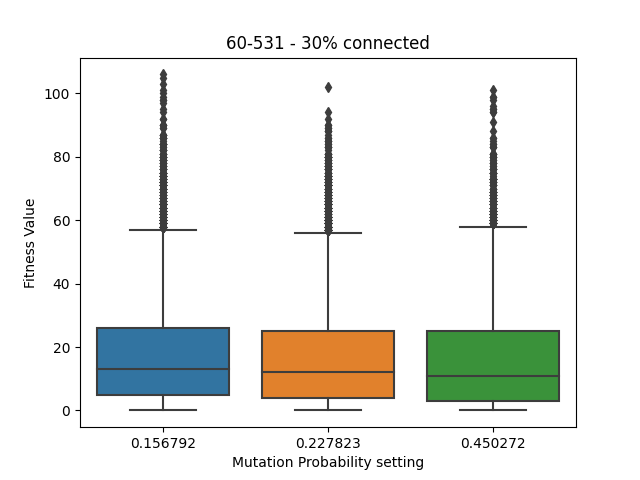 60-531 - 30% connected
100
80
60
40
20
0
Fitness Value
0.156792 0.227823 0.450272
Mutation Probability setting